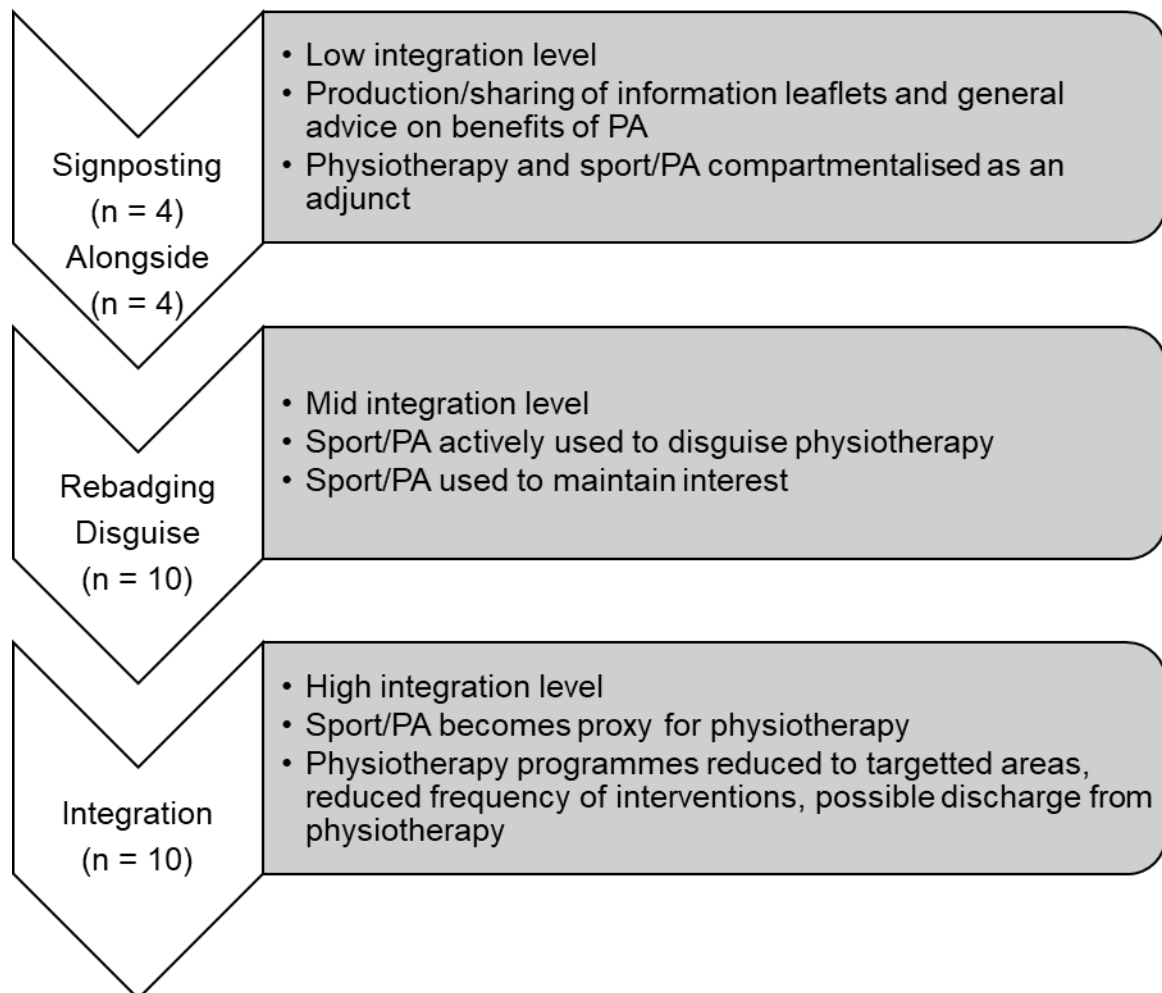 Signposting
(n = 4)
Alongside
(n = 4)
• Low integration level
• Production/sharing of information leaflets and general
advice on benefits of PA
• Physiotherapy and sport/PA compartmentalised as an
adjunct
Rebadging
Disguise
(n = 10)
• Mid integration level
• Sport/PA actively used to disguise physiotherapy
• Sport/PA used to maintain interest
Integration
(n = 10)
• High integration level
• Sport/PA becomes proxy for physiotherapy
• Physiotherapy programmes reduced to targetted areas,
reduced frequency of interventions, possible discharge from
physiotherapy